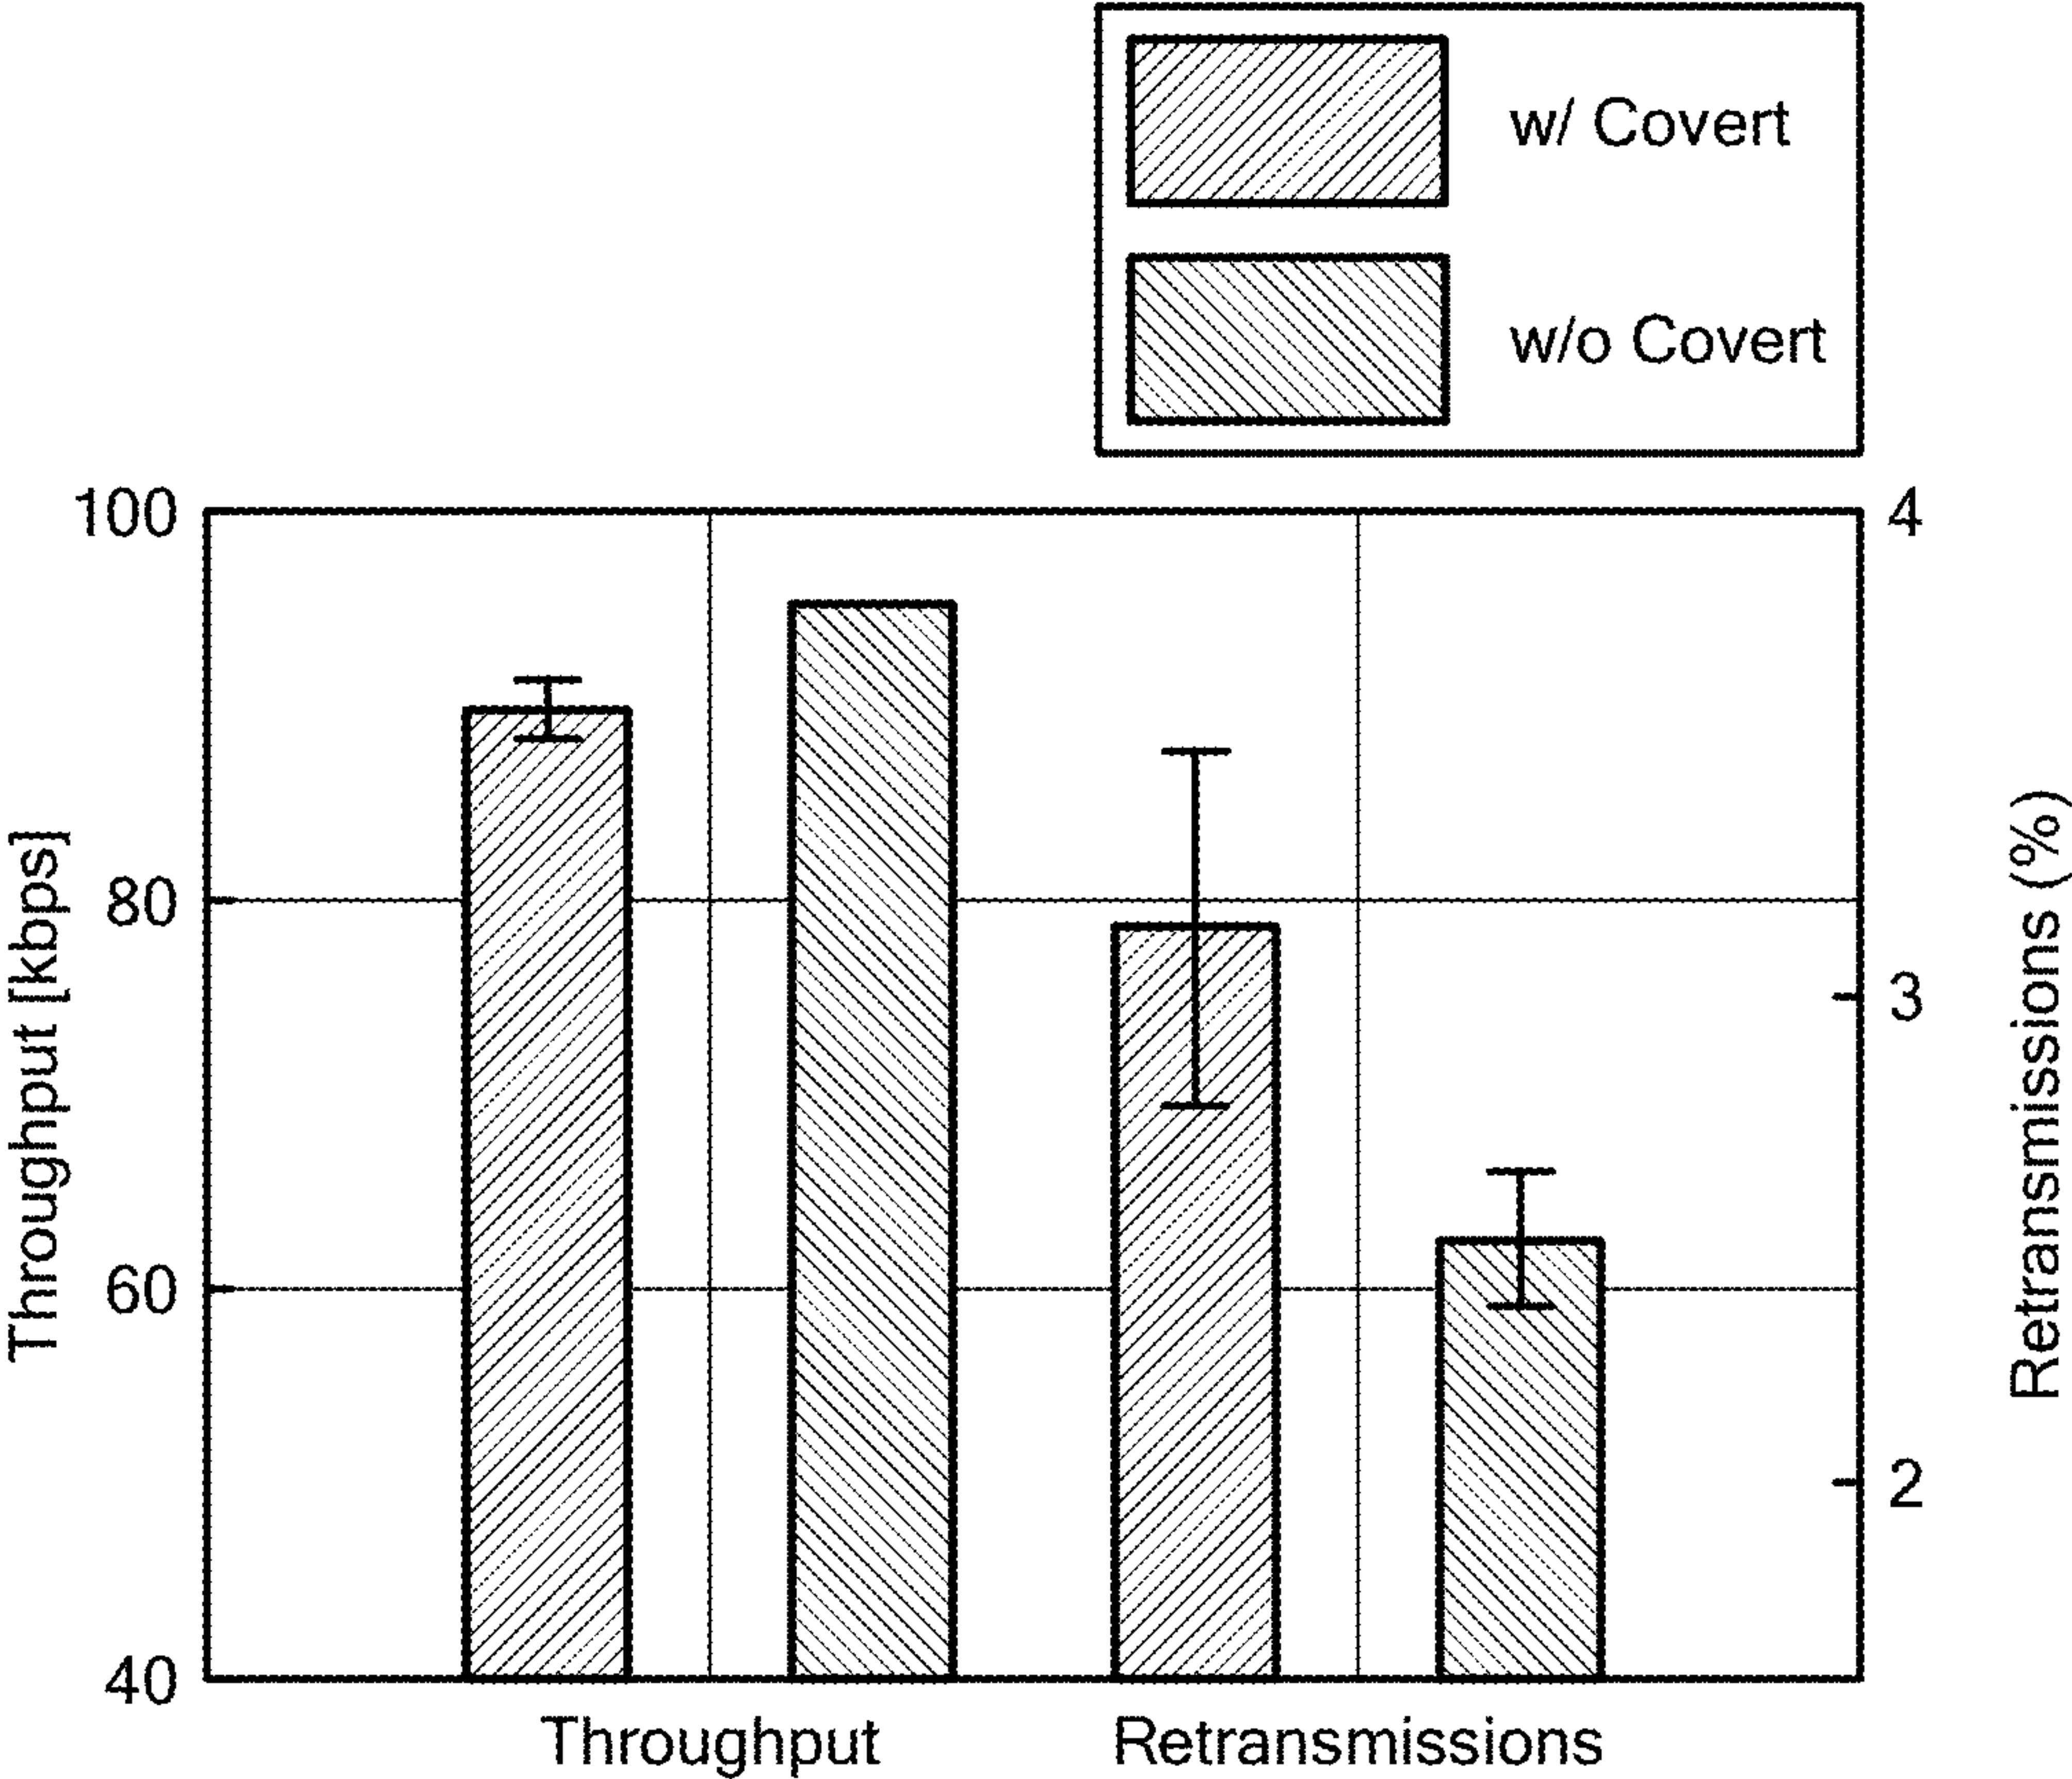 w/ Covert
w/o Covert
100
80
60
40
Throughput [kbps]
4
3
2
Retransmissions (%)
Throughput
Retransmissions